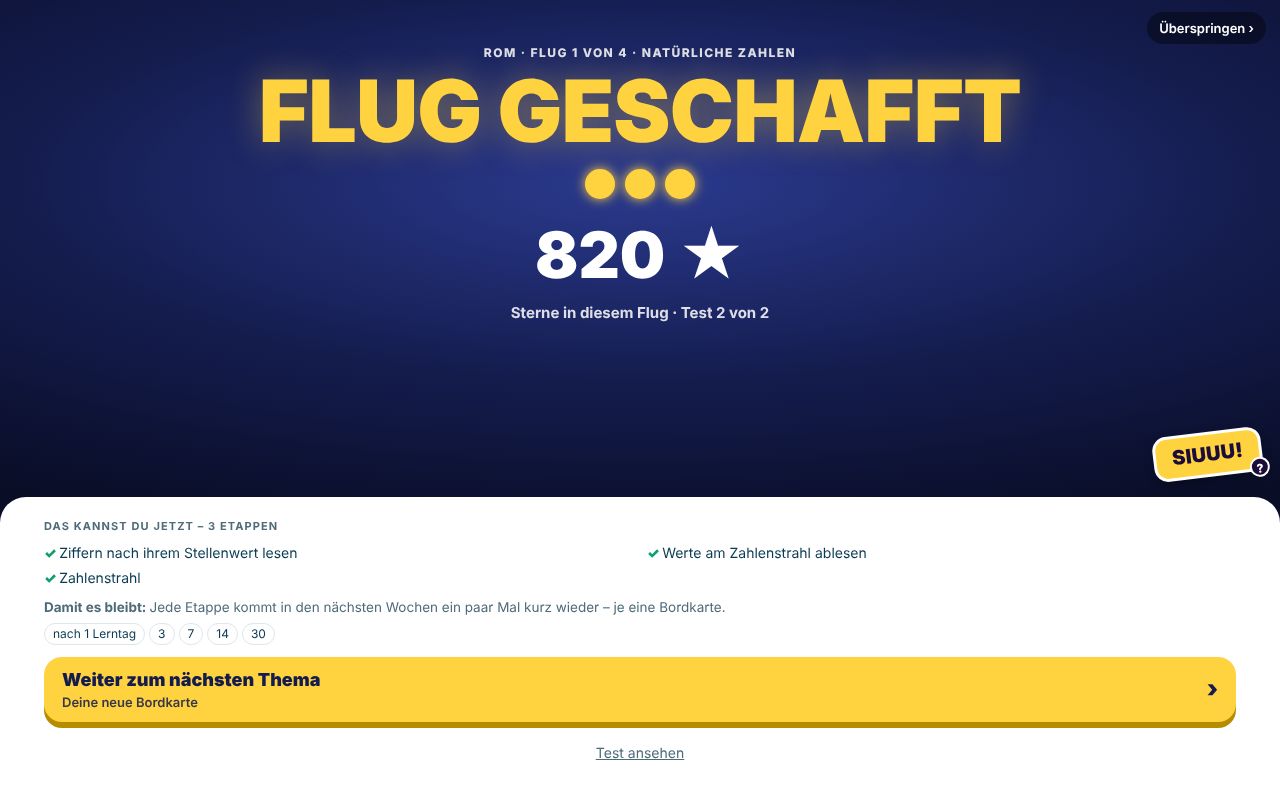 Überspringen ›
ROM · FLUG 1 VON 4 · NATÜRLICHE ZAHLEN
FLUG GESCHAFFT
820 ★
Sterne in diesem Flug · Test 2 von 2
SIUUU!
?
DAS KANNST DU JETZT – 3 ETAPPEN
✓ Ziffern nach ihrem Stellenwert lesen
✓ Werte am Zahlenstrahl ablesen
✓ Zahlenstrahl
Damit es bleibt: Jede Etappe kommt in den nächsten Wochen ein paar Mal kurz wieder – je eine Bordkarte.
nach 1 Lerntag 3 7 14 30
Weiter zum nächsten Thema ›
Deine neue Bordkarte
Test ansehen